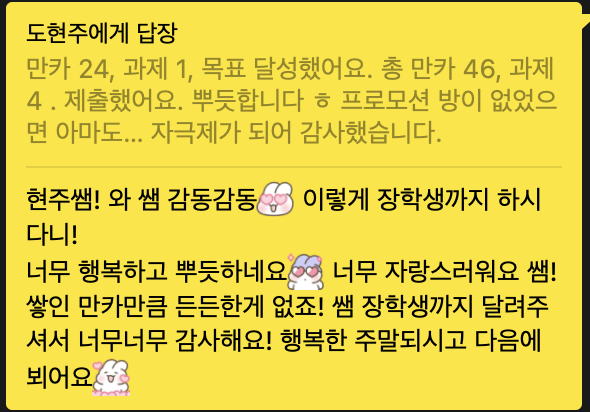 도현주에게 답장
만카 24, 과제 1, 목표 달성했어요. 총 만카 46, 과제
4 . 제출했어요. 뿌듯합니다 ㅎ 프로모션 방이 없었으
면 아마도... 자극제가 되어 감사했습니다.
현주쌤! 와 쌤 감동감동 이렇게 장학생까지 하시
다니!
너무 행복하고 뿌듯하네요 너무 자랑스러워요 쌤!
쌓인 만카만큼 든든한게 없죠! 쌤 장학생까지 달려주
셔서 너무너무 감사해요! 행복한 주말되시고 다음에
뵈어요